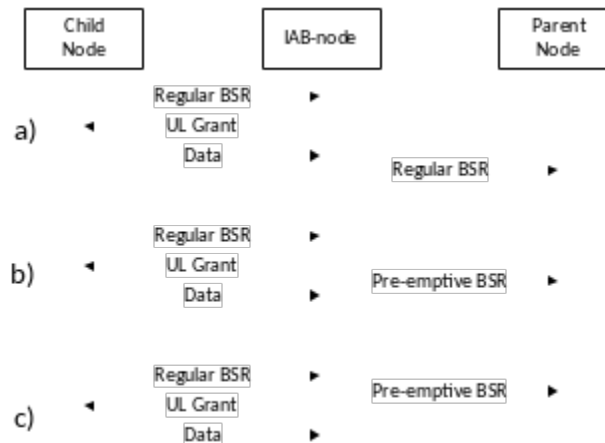 Child
Node
IAB-node
Parent
Node
a)
Regular BSR
UL Grant
Data
Regular BSR
b)
Regular BSR
UL Grant
Data
Pre-emptive BSR
c)
Regular BSR
Pre-emptive BSR
UL Grant
Data